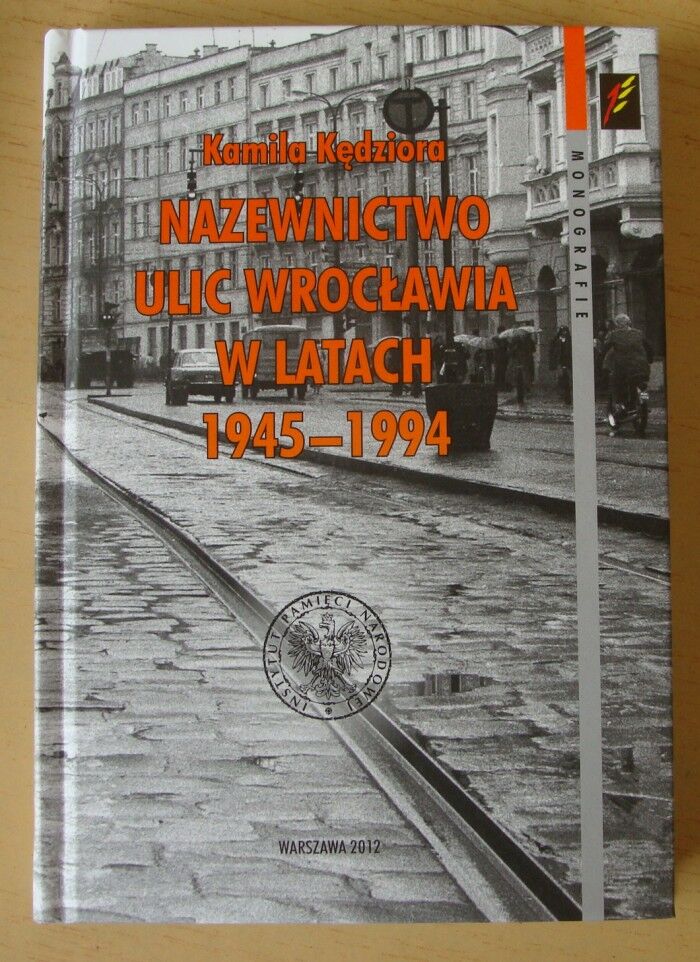 Kamila Kędziora
NAZEWNICTWO
ULIC WROCŁAWIA
W LATACH
1945–1994
MONOGRAFIE
INSTYTUT PAMIĘCI NARODOWEJ
WARSZAWA 2012